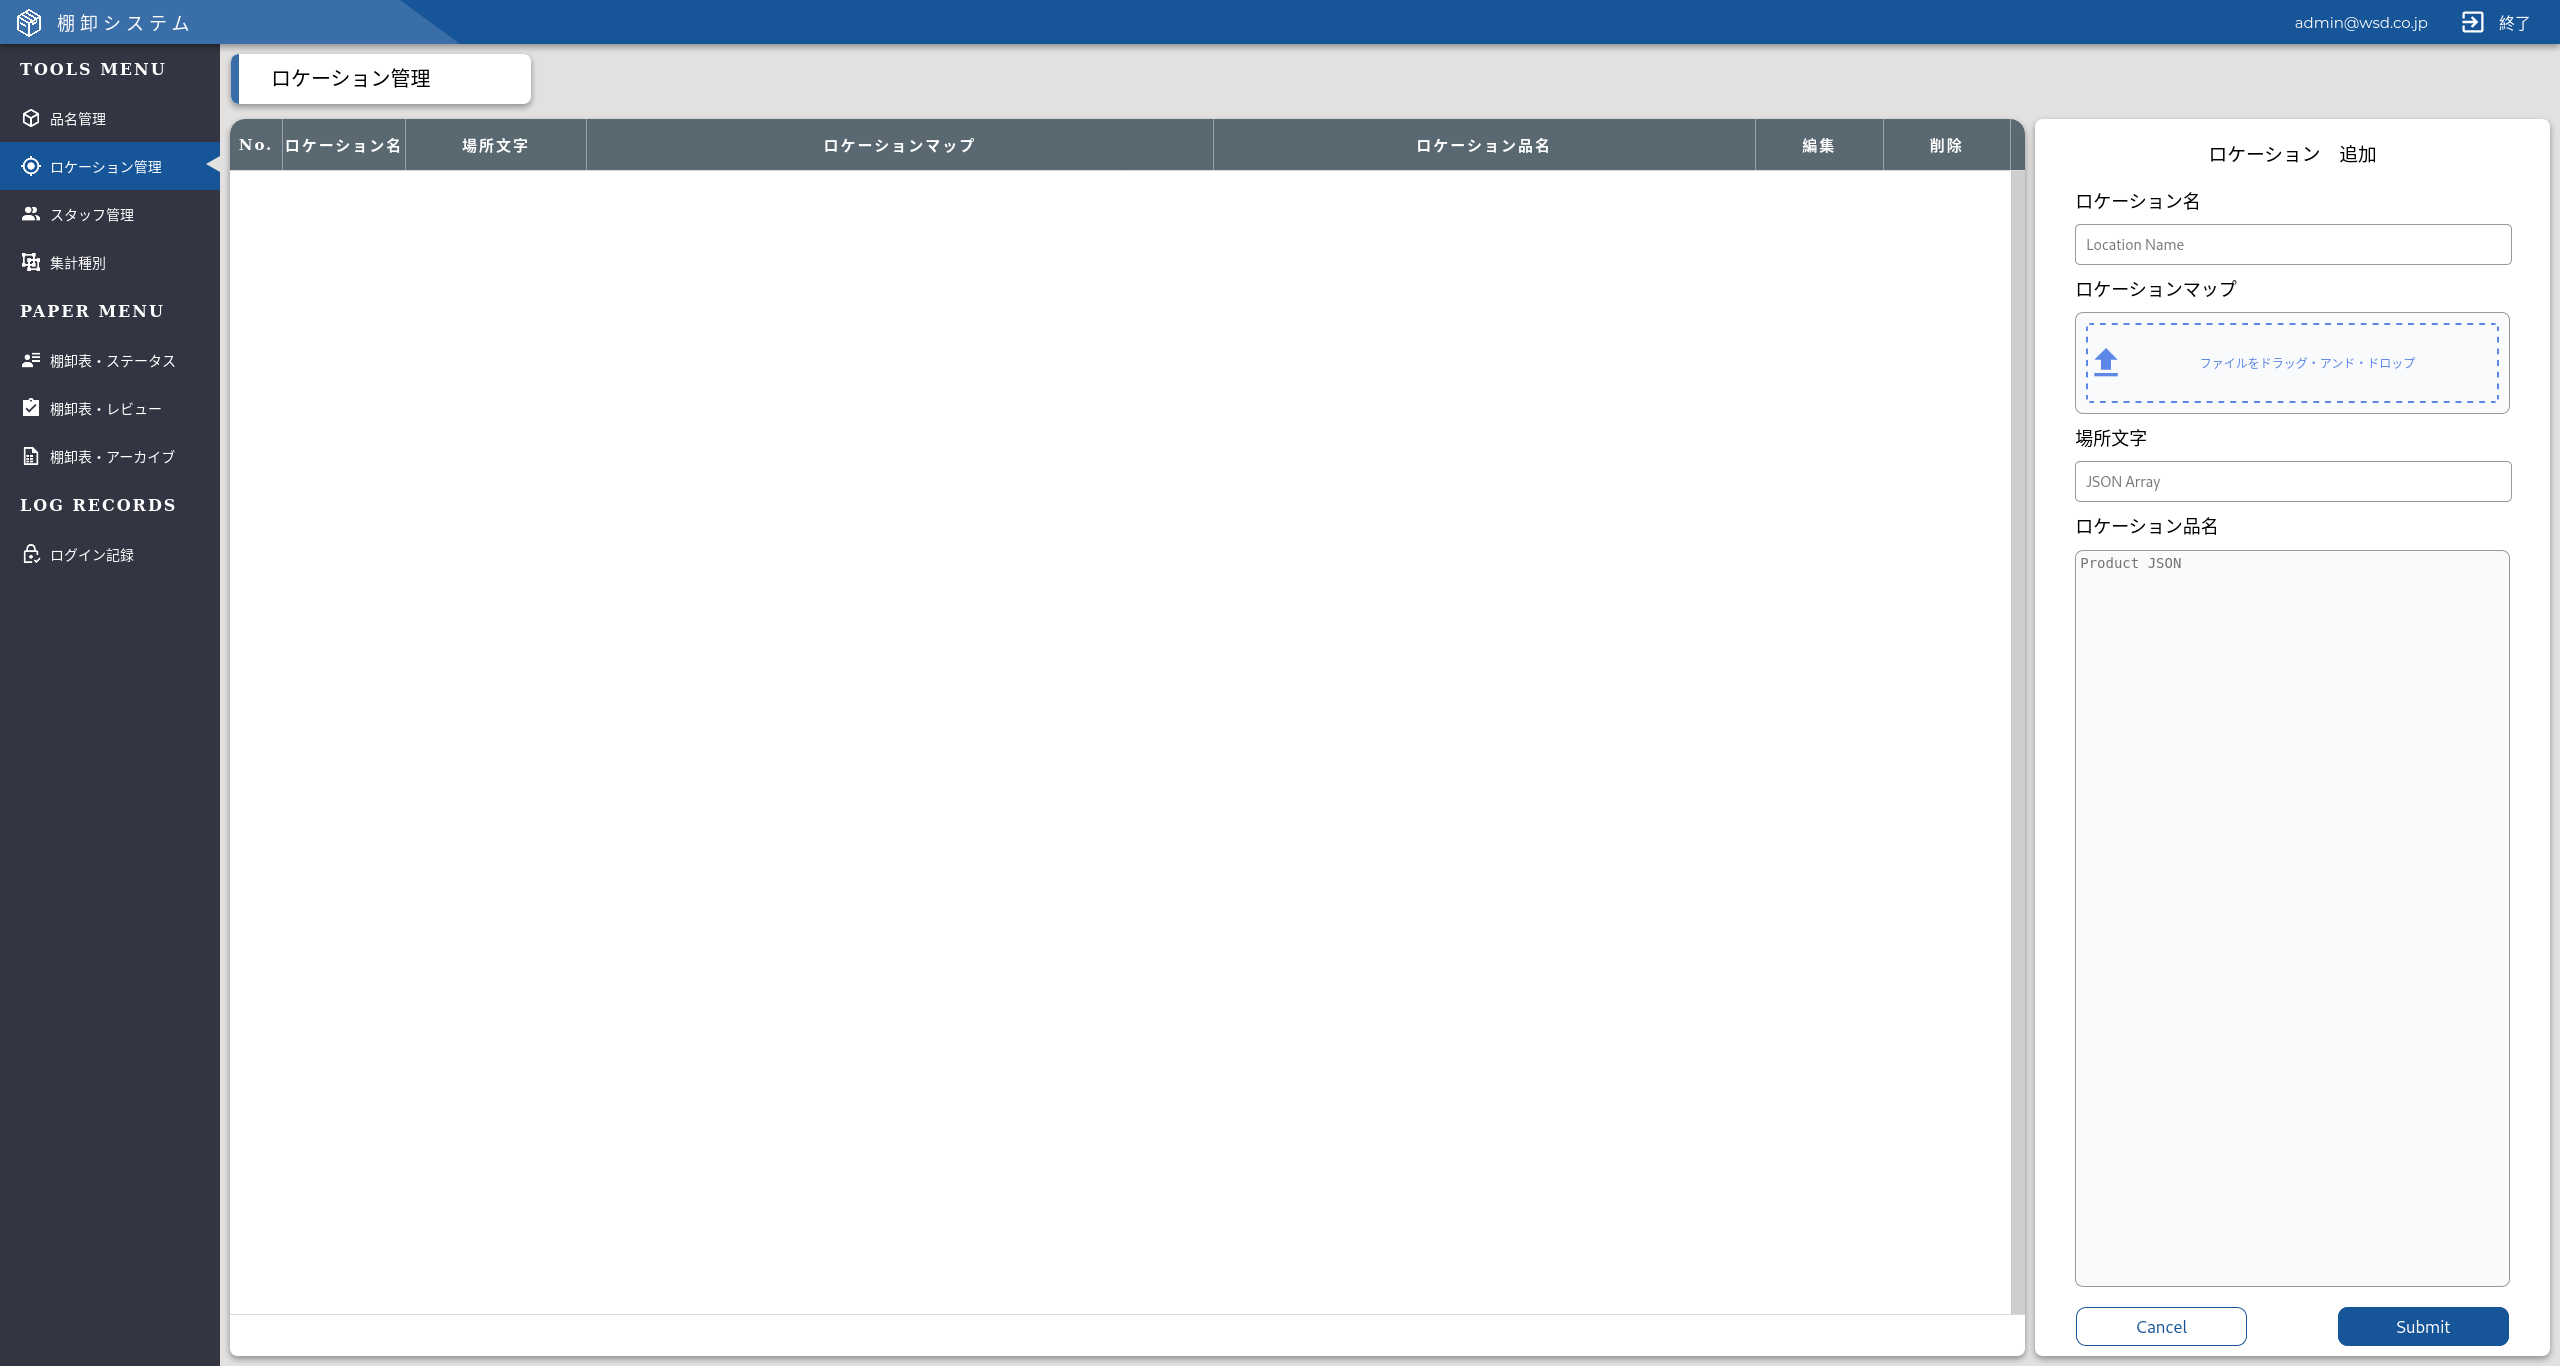 棚卸システム
admin@wsd.co.jp
終了
TOOLS MENU
品名管理
ロケーション管理
スタッフ管理
集計種別
PAPER MENU
棚卸表・ステータス
棚卸表・レビュー
棚卸表・アーカイブ
LOG RECORDS
ログイン記録
ロケーション管理
No. ロケーション名 場所文字 ロケーションマップ ロケーション品名 編集 削除
ロケーション　追加
ロケーション名
Location Name
ロケーションマップ
ファイルをドラッグ・アンド・ドロップ
場所文字
JSON Array
ロケーション品名
Product JSON
Cancel
Submit